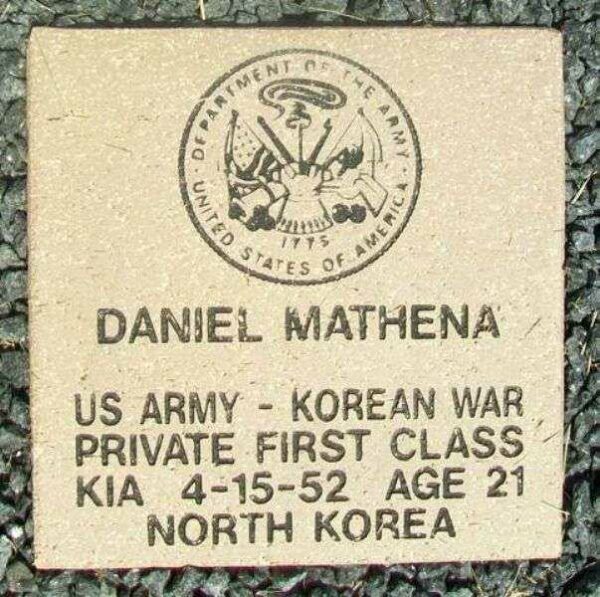 DEPARTMENT OF THE ARMY
1775
UNITED STATES OF AMERICA
DANIEL MATHENA
US ARMY - KOREAN WAR
PRIVATE FIRST CLASS
KIA 4-15-52 AGE 21
NORTH KOREA